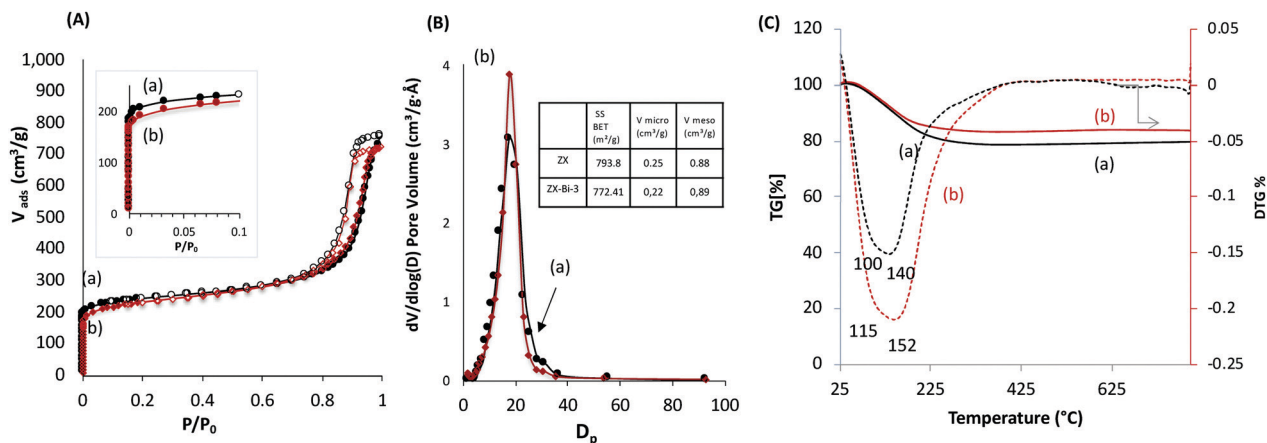 (A)
V ads (cm³/g)
1,000
900
800
700
600
500
400
300
200
100
0
(a)
(b)
200
100
0
0
0.05
0.1
P/P₀
(a)
b)
0
0.2
0.4
0.6
0.8
1
P/P₀
(B)
(b)
dV/dlog(D) Pore Volume (cm³/g·Å)
4
3
2
1
0
SS BET (m²/g) V micro (cm³/g) V meso (cm³/g)
ZX 793.8 0.25 0.88
ZX-Bi-3 772.41 0,22 0,89
(a)
0
20
40
60
80
100
Dp
(C)
TG[%]
120
100
80
60
40
20
0
0.05
0
-0.05
-0.1
-0.15
-0.2
-0.25
DTG %
(b)
(a)
(a)
(b)
100
140
115
152
25
225
425
625
Temperature (°C)